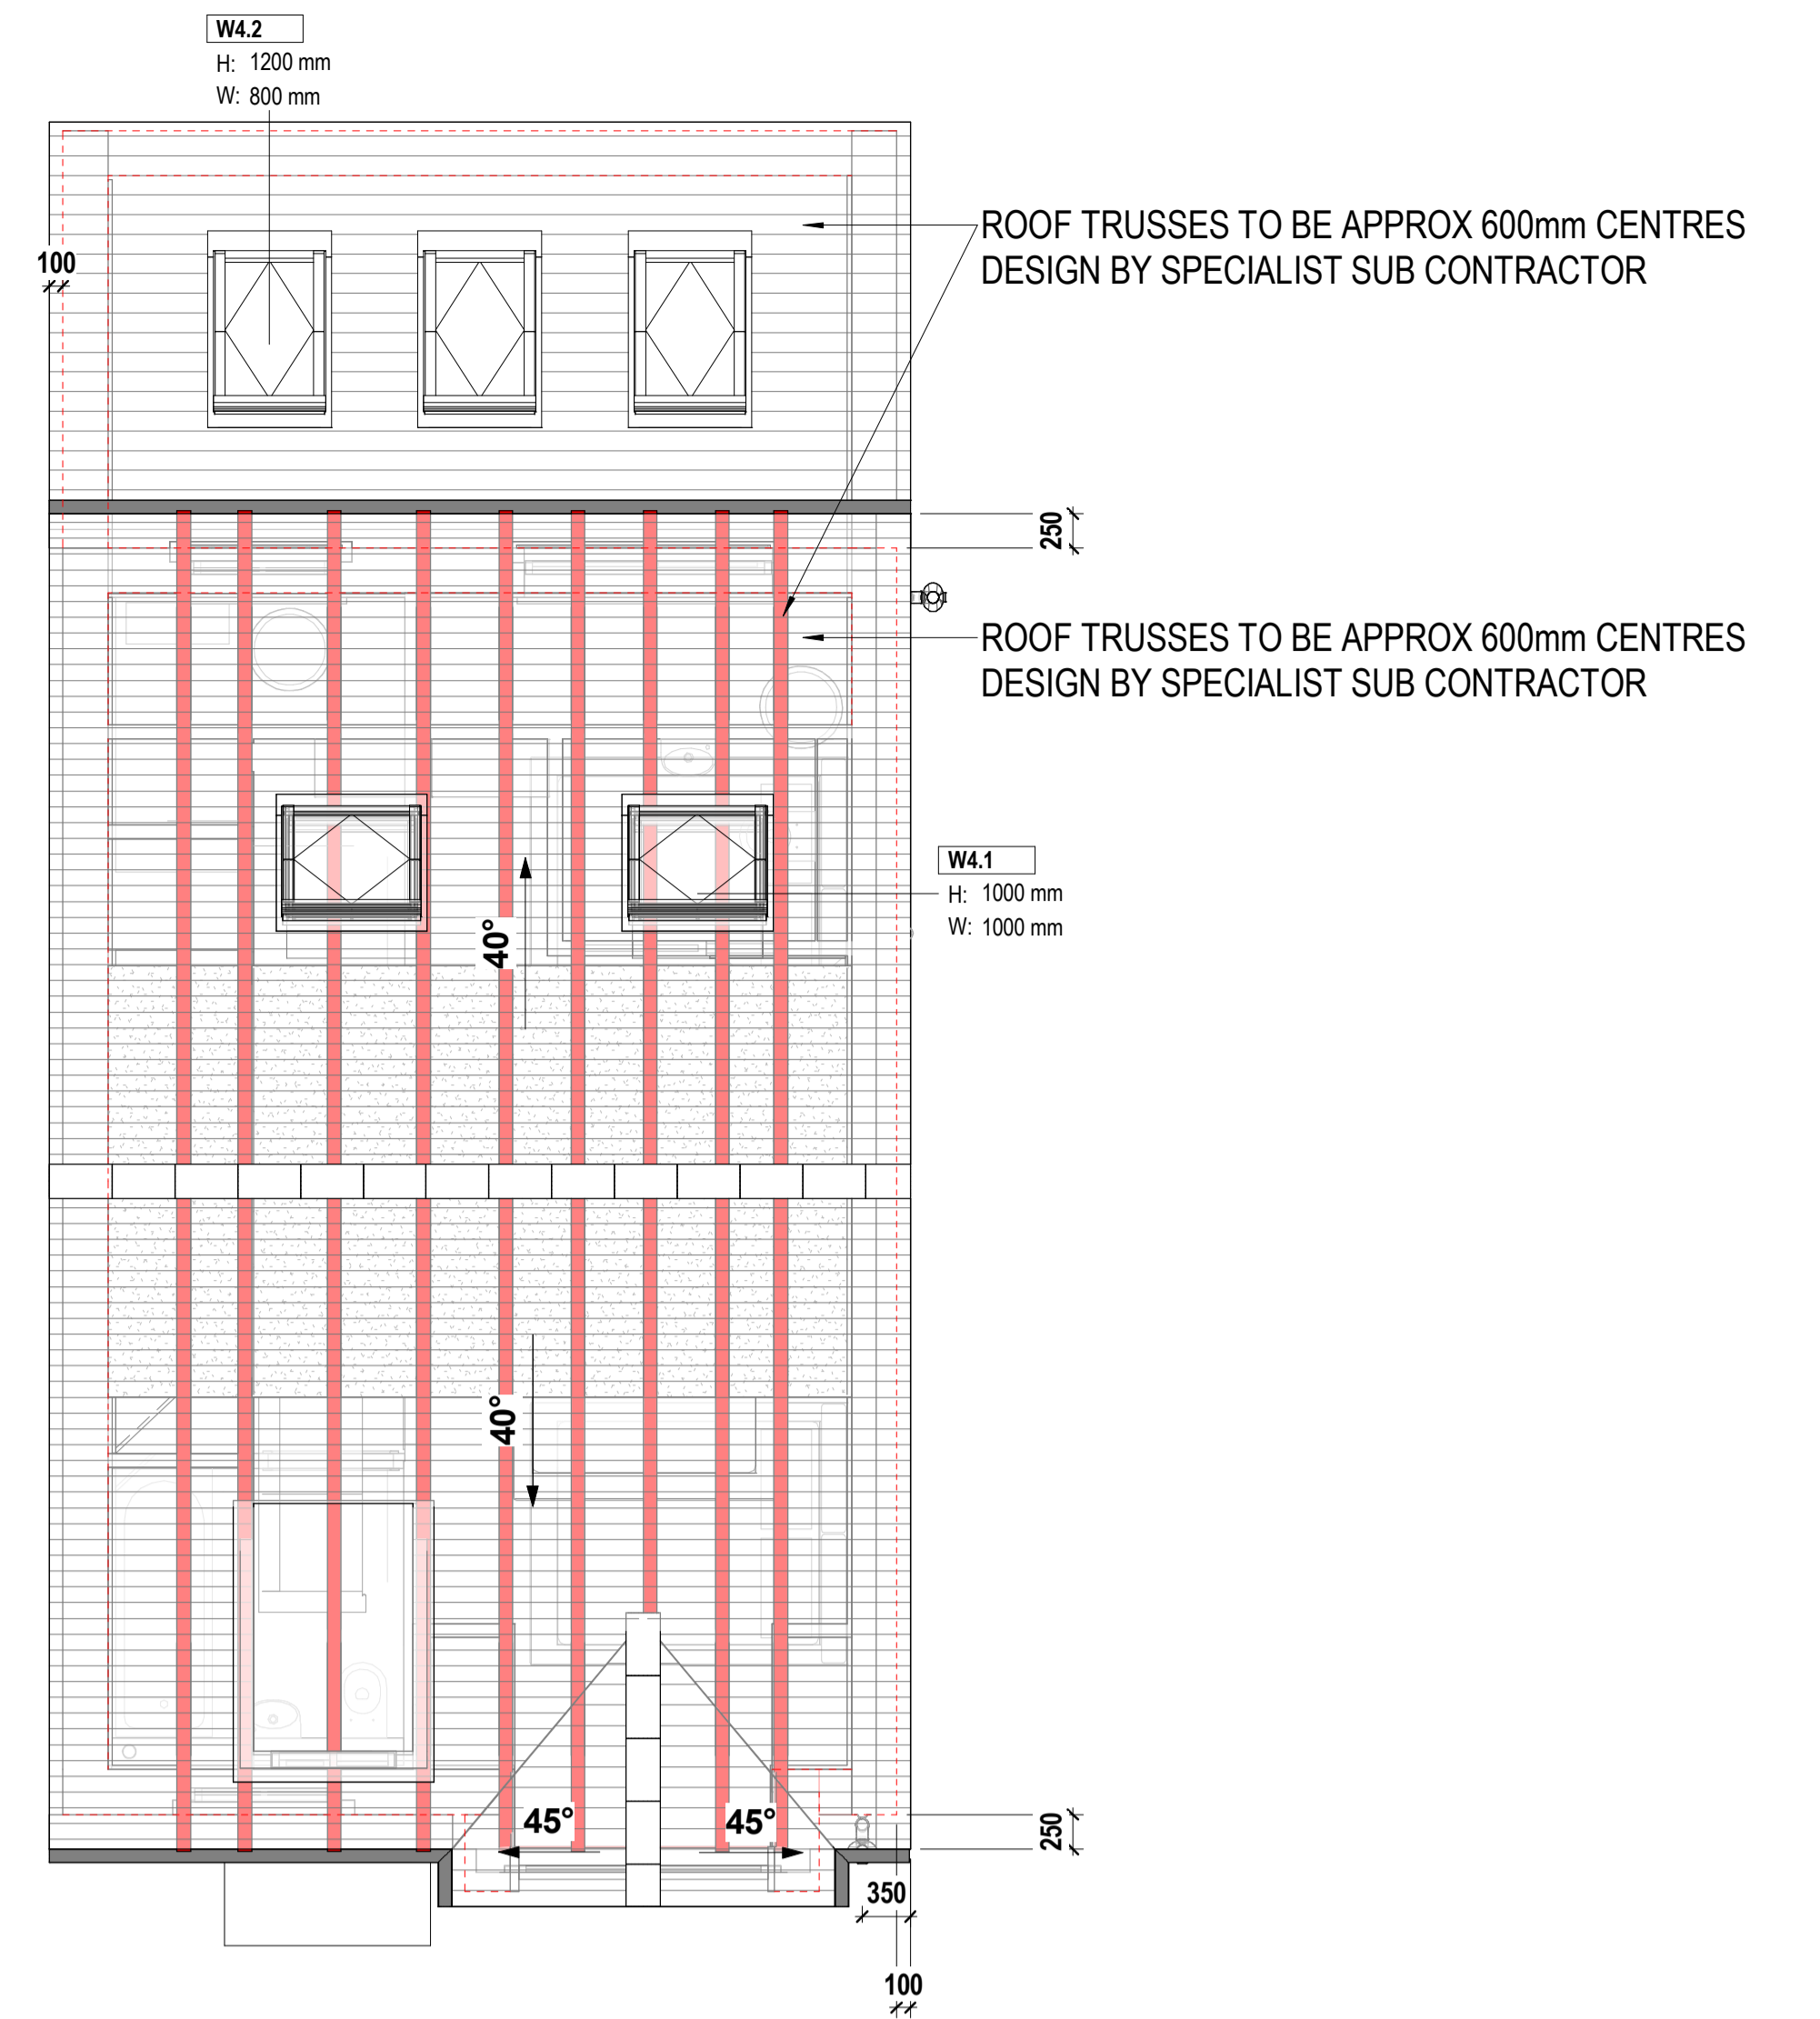 W4.2
H: 1200 mm
W: 800 mm
100
ROOF TRUSSES TO BE APPROX 600mm CENTRES
DESIGN BY SPECIALIST SUB CONTRACTOR
250
ROOF TRUSSES TO BE APPROX 600mm CENTRES
DESIGN BY SPECIALIST SUB CONTRACTOR
W4.1
H: 1000 mm
W: 1000 mm
40°
40°
45°
45°
250
350
100